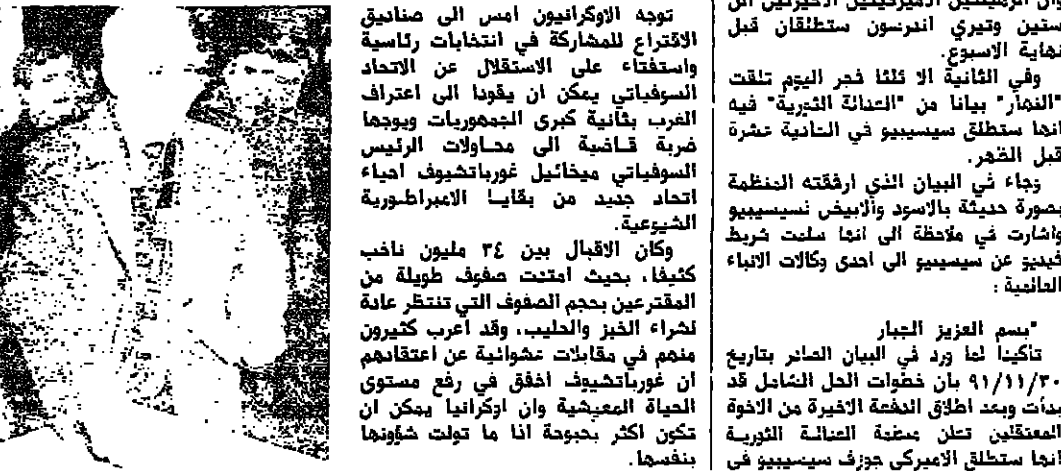 وان الرهينتين الاميركيتين الاخيرتين الن
ستين وتيري اندرسون ستطلقان قبل
نهاية الاسبوع.
وفي الثانية الا ثلثا فجر اليوم تلقت
"النهار" بيانا من "العدالة الثورية" فيه
انها ستطلق سيسيبيو في الحادية عشرة
قبل الظهر.
وجاء في البيان الذي ارفقته المنظمة
بصورة حديثة بالاسود والابيض لسيسيبيو
واشارت في ملاحظة الى انها سلمت شريط
فيديو عن سيسيبيو الى احدى وكالات الانباء
العالمية :
"بسم العزيز الجبار
تاكيدا لما ورد في البيان الصادر بتاريخ
٩١/١١/٣٠ بان خطوات الحل الشامل قد
بدأت وبعد اطلاق الدفعة الاخيرة من الاخوة
المعتقلين تعلن منظمة العدالة الثورية
انها ستطلق الاميركي جوزف سيسيبيو في
توجه الاوكرانيون امس الى صناديق
الاقتراع للمشاركة في انتخابات رئاسية
واستفتاء على الاستقلال عن الاتحاد
السوفياتي يمكن ان يقودا الى اعتراف
الغرب بثانية كبرى الجمهوريات ويوجها
ضربة قاضية الى محاولات الرئيس
السوفياتي ميخائيل غورباتشيوف احياء
اتحاد جديد من بقايا الامبراطورية
الشيوعية.
وكان الاقبال بين ٣٤ مليون ناخب
كثيفا، بحيث امتدت صفوف طويلة من
المقترعين بحجم الصفوف التي تنتظر عادة
لشراء الخبز والحليب، وقد اعرب كثيرون
منهم في مقابلات عشوائية عن اعتقادهم
ان غورباتشيوف اخفق في رفع مستوى
الحياة المعيشية وان اوكرانيا يمكن ان
تكون اكثر بحبوحة اذا ما تولت شؤونها
بنفسها.